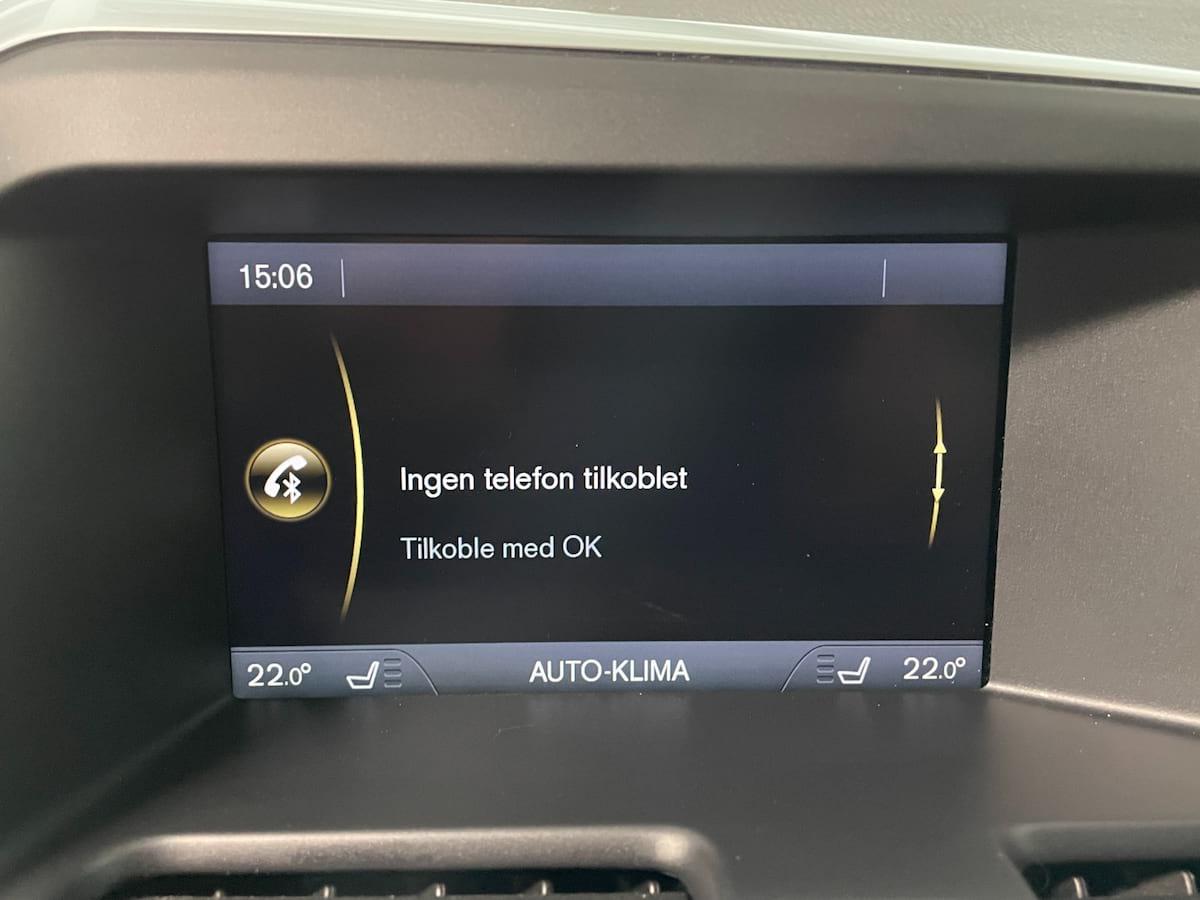 15:06
Ingen telefon tilkoblet
Tilkoble med OK
22.0° AUTO-KLIMA 22.0°